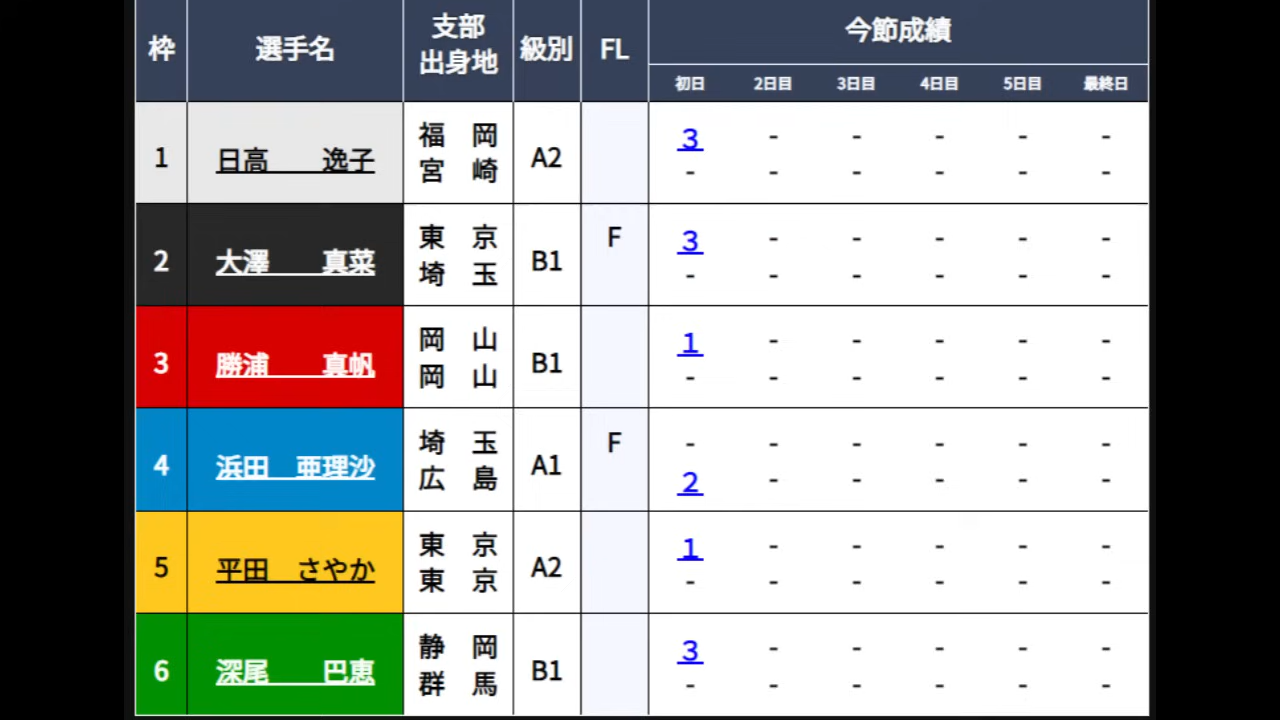 枠 選手名 支部 出身地 級別 FL 今節成績
初日 2日目 3日目 4日目 5日目 最終日
1 日高　　逸子 福　岡 A2 3 - - - - -
宮　崎 - - - - - -
2 大澤　　真菜 東　京 B1 F 3 - - - - -
埼　玉 - - - - - -
3 勝浦　　真帆 岡　山 B1 1 - - - - -
岡　山 - - - - - -
4 浜田　亜理沙 埼　玉 A1 F - - - - - -
広　島 2 - - - - -
5 平田　さやか 東　京 A2 1 - - - - -
東　京 - - - - - -
6 深尾　　巴恵 静　岡 B1 3 - - - - -
群　馬 - - - - - -